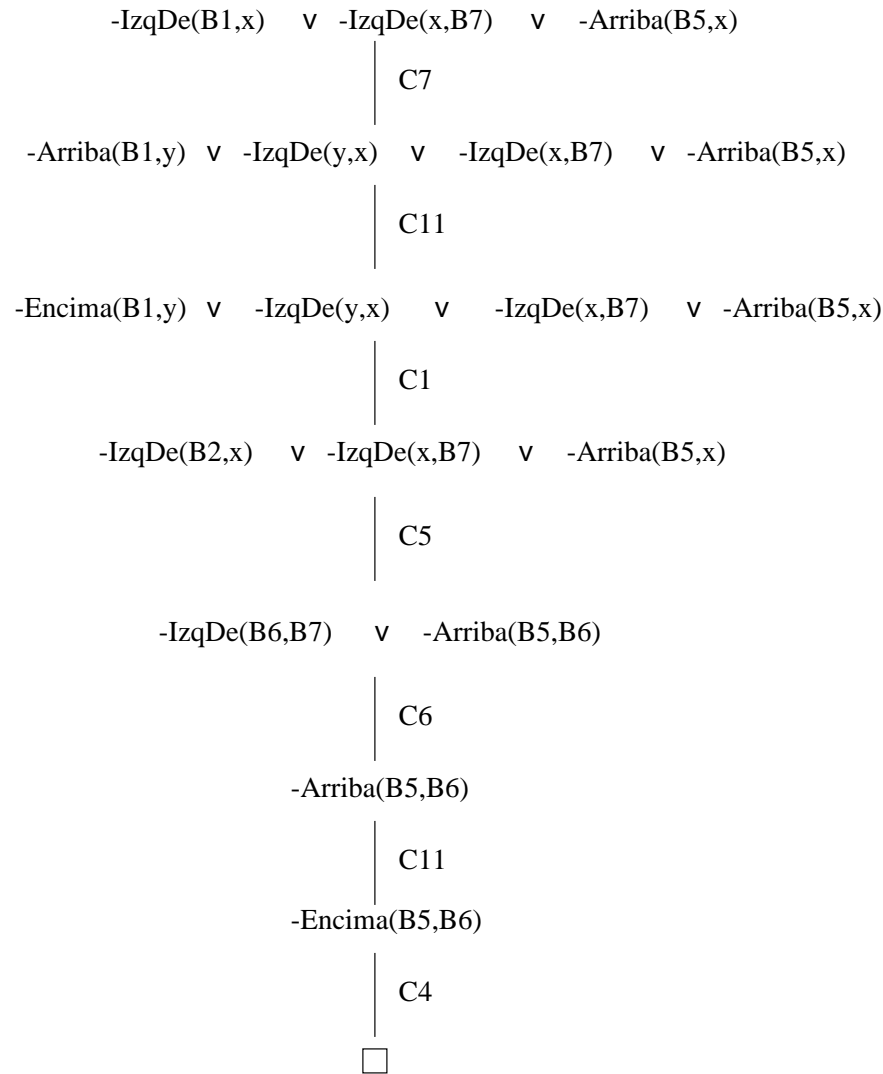 -IzqDe(B1,x) v -IzqDe(x,B7) v -Arriba(B5,x)
C7
-Arriba(B1,y) v -IzqDe(y,x) v -IzqDe(x,B7) v -Arriba(B5,x)
C11
-Encima(B1,y) v -IzqDe(y,x) v -IzqDe(x,B7) v -Arriba(B5,x)
C1
-IzqDe(B2,x) v -IzqDe(x,B7) v -Arriba(B5,x)
C5
-IzqDe(B6,B7) v -Arriba(B5,B6)
C6
-Arriba(B5,B6)
C11
-Encima(B5,B6)
C4